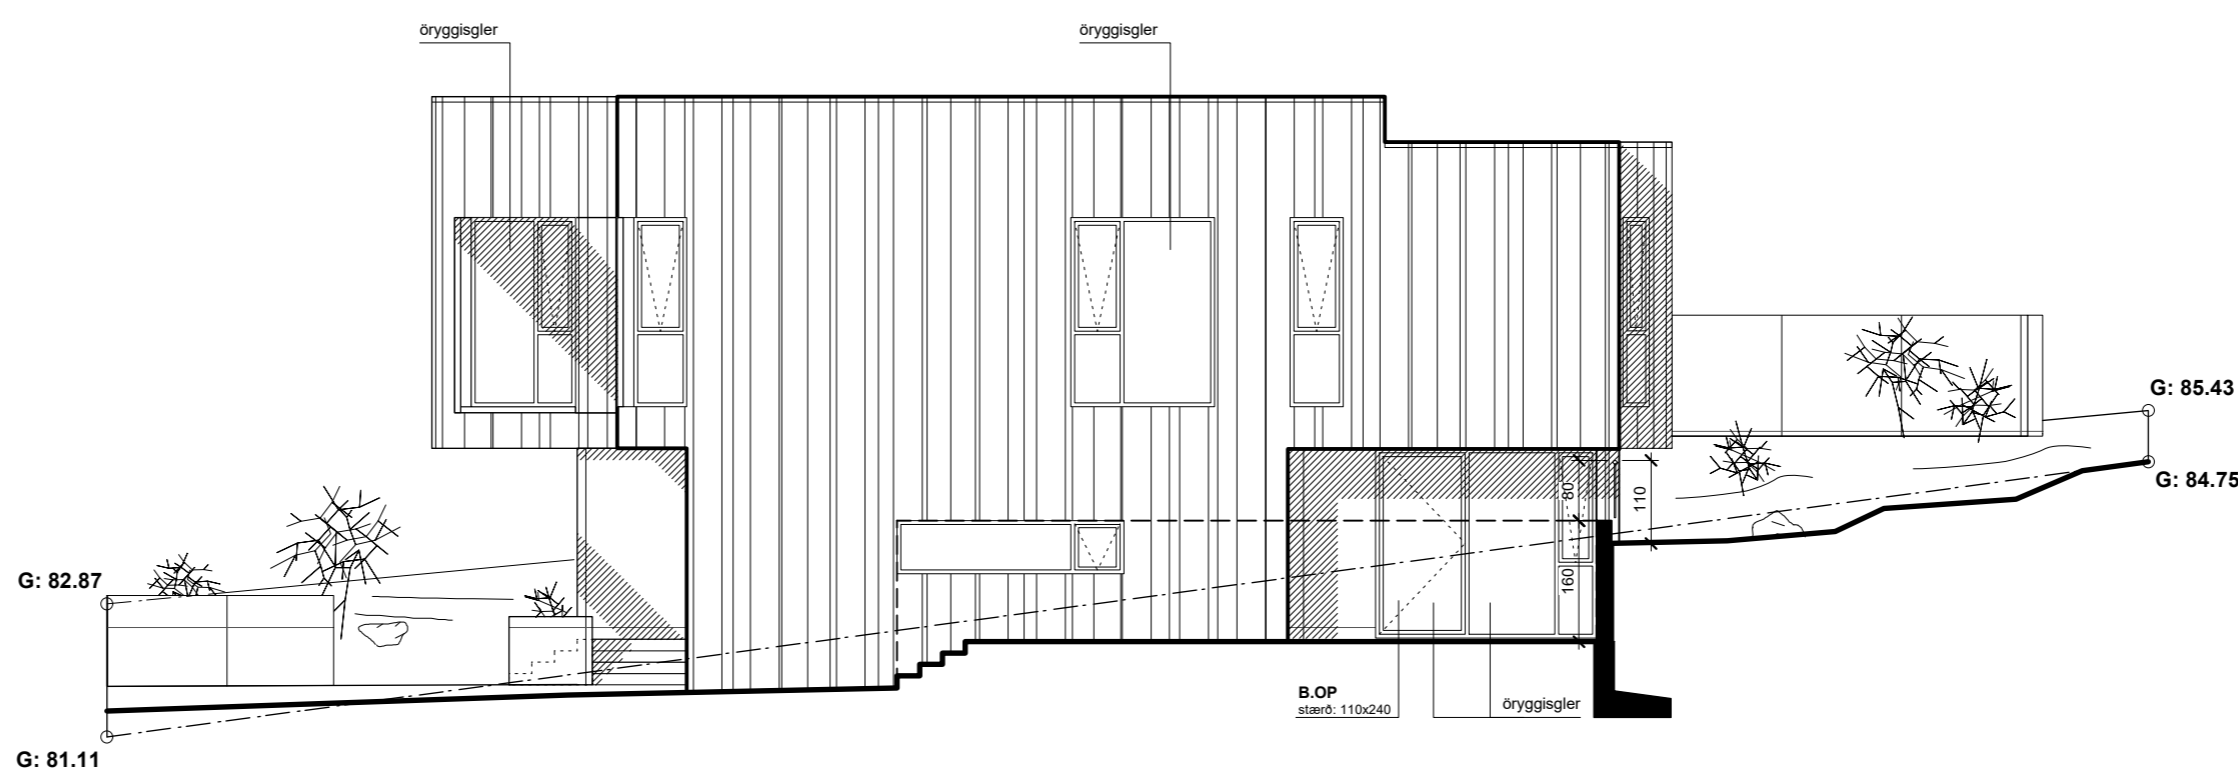 öryggisgler
öryggisgler
G: 85.43
G: 84.75
80
110
160
G: 82.87
G: 81.11
B.OP
stærð: 110x240
öryggisgler